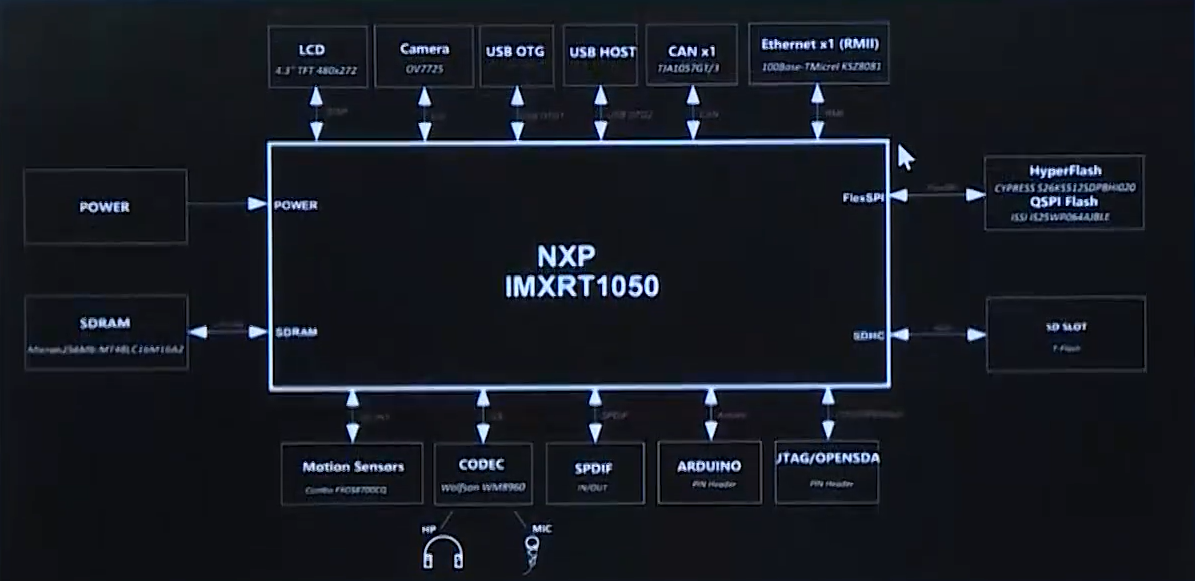 LCD
4.3" TFT 480x272
Camera
OV7725
USB OTG
USB HOST
CAN x1
TJA1057GT/3
Ethernet x1 (RMII)
100Base-TMicrel KSZ8081
CAN
POWER
POWER
FlexSPI
HyperFlash
CYPRESS S26KS512SDPBHI020
QSPI Flash
ISSI IS25WP064AJBLE
NXP
IMXRT1050
SDRAM
SDRAM
SDHC
SD SLOT
T-Flash
SPDIF
Motion Sensors
Combo FXOS8700CQ
CODEC
Wolfson WM8960
SPDIF
IN/OUT
ARDUINO
PIN Header
JTAG/OPENSDA
PIN Header
HP
MIC